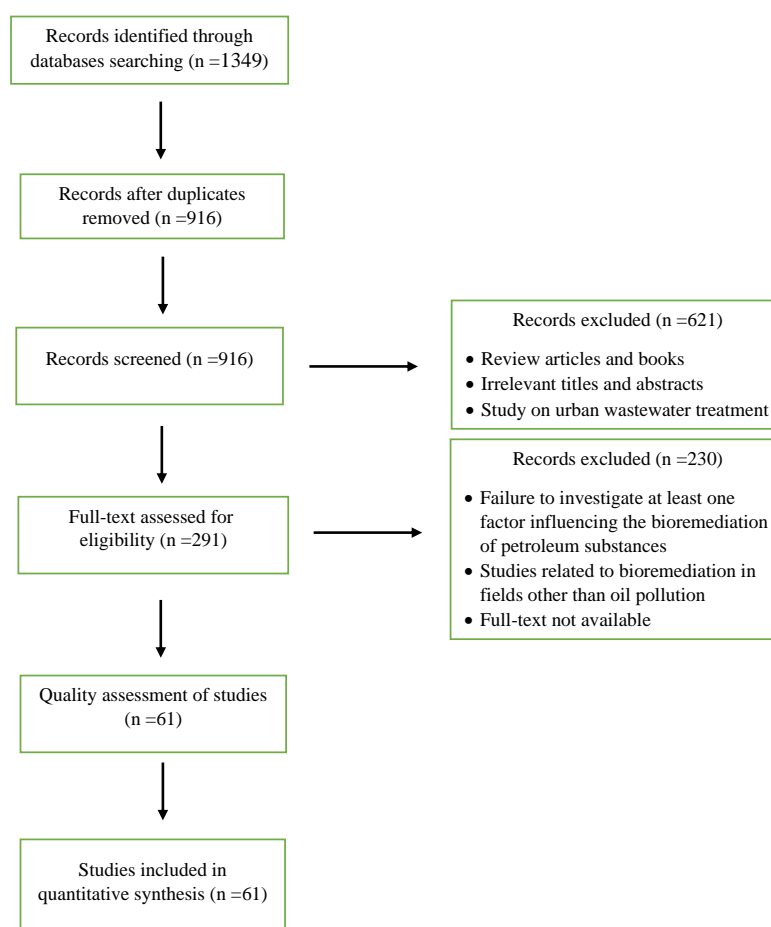 Records identified through
databases searching (n =1349)
Records after duplicates
removed (n =916)
Records screened (n =916)
Records excluded (n =621)
• Review articles and books
• Irrelevant titles and abstracts
• Study on urban wastewater treatment
Full-text assessed for
eligibility (n =291)
Records excluded (n =230)
• Failure to investigate at least one
factor influencing the bioremediation
of petroleum substances
• Studies related to bioremediation in
fields other than oil pollution
• Full-text not available
Quality assessment of studies
(n =61)
Studies included in
quantitative synthesis (n =61)